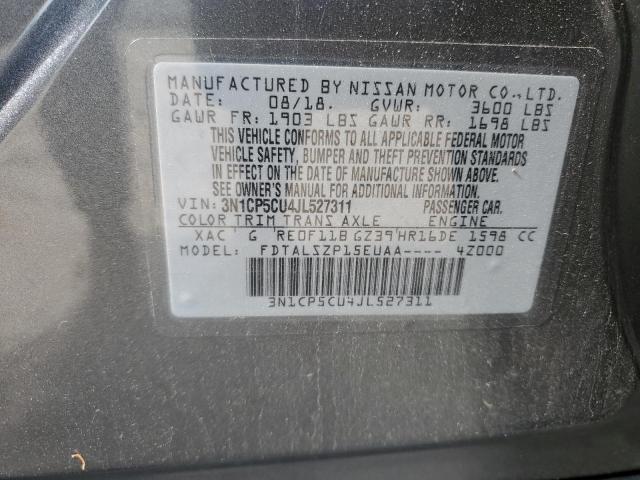 MANUFACTURED BY NISSAN MOTOR CO.,LTD.
DATE: 08/18. GVWR: 3600 LBS
GAWR FR: 1903 LBS GAWR RR: 1698 LBS
THIS VEHICLE CONFORMS TO ALL APPLICABLE FEDERAL MOTOR
VEHICLE SAFETY, BUMPER AND THEFT PREVENTION STANDARDS
IN EFFECT ON THE DATE OF MANUFACTURE SHOWN ABOVE.
SEE OWNER'S MANUAL FOR ADDITIONAL INFORMATION.
VIN: 3N1CP5CU4JL527311 PASSENGER CAR.
COLOR TRIM TRANS AXLE ENGINE
XAC G RE0F11B GZ39 HR16DE 1598 CC
MODEL: FDTALSZP15EUAA---- 4Z000
3N1CP5CU4JL527311